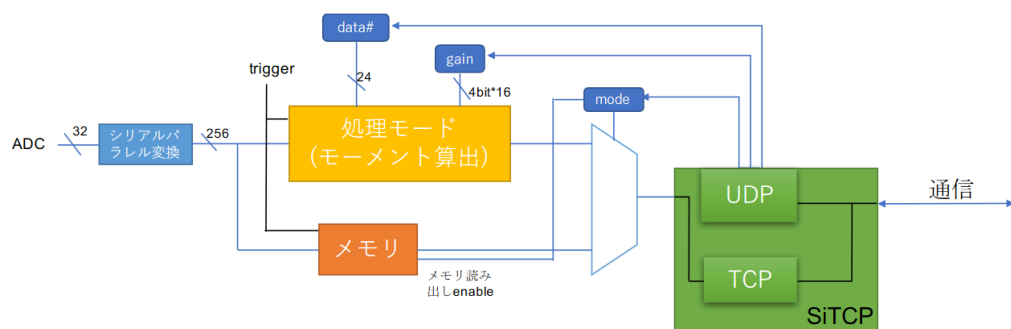 data#
gain
24
4bit*16
trigger
mode
ADC
32
シリアルパ
ラレル変換
256
処理モード
(モーメント算出)
メモリ
メモリ読み
出しenable
UDP
TCP
SiTCP
通信